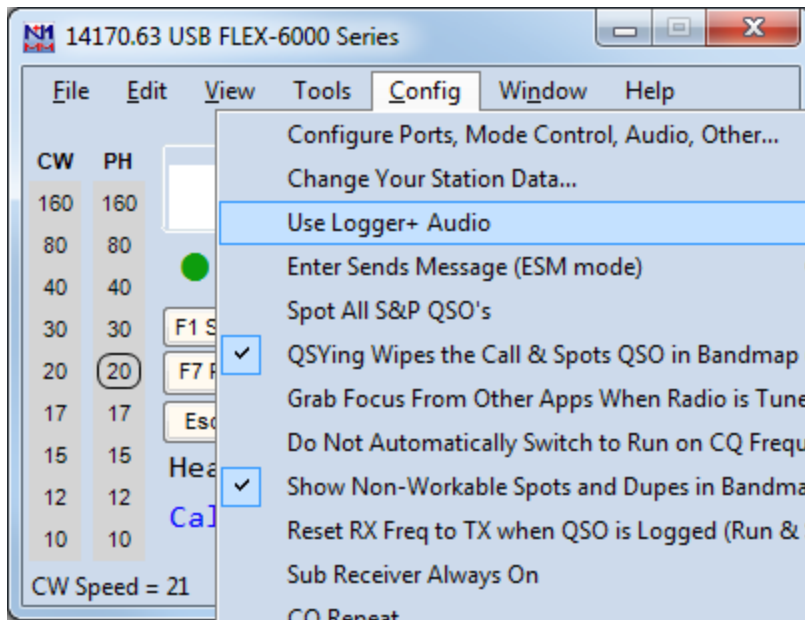 14170.63 USB FLEX-6000 Series
File Edit View Tools Config Window Help
Configure Ports, Mode Control, Audio, Other...
Change Your Station Data...
Use Logger+ Audio
Enter Sends Message (ESM mode)
Spot All S&P QSO's
QSYing Wipes the Call & Spots QSO in Bandmap
Grab Focus From Other Apps When Radio is Tune
Do Not Automatically Switch to Run on CQ Frequ
Show Non-Workable Spots and Dupes in Bandma
Reset RX Freq to TX when QSO is Logged (Run &
Sub Receiver Always On
CQ Repeat
CW PH
160 160
80 80
40 40
30 30
20 20
17 17
15 15
12 12
10 10
F1 S
F7
Esc
Hea
Cal
CW Speed = 21